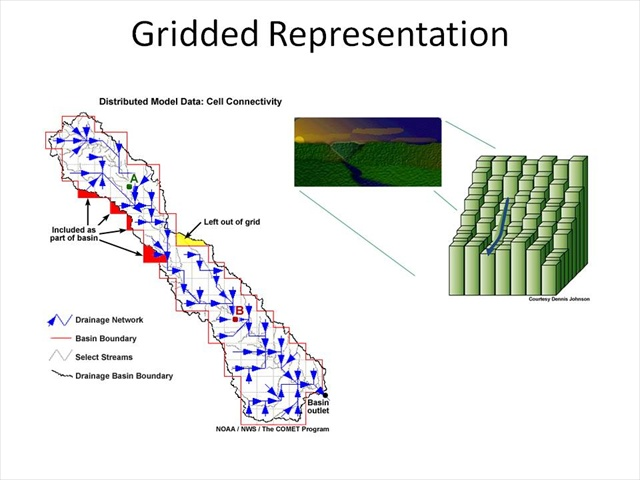 Gridded Representation
Distributed Model Data: Cell Connectivity
A
Left out of grid
Included as
part of basin
B
Drainage Network
Basin Boundary
Select Streams
Drainage Basin Boundary
Basin
outlet
NOAA / NWS / The COMET Program
Courtesy Dennis Johnson